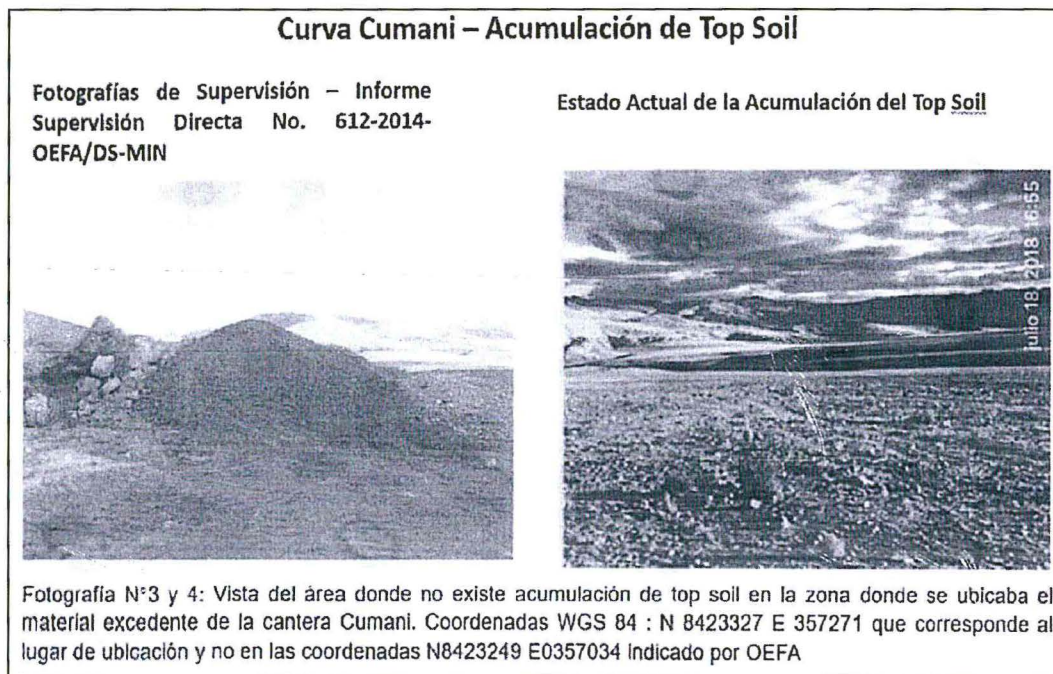 Curva Cumani – Acumulación de Top Soil
Fotografías de Supervisión – Informe
Supervisión Directa No. 612-2014-
OEFA/DS-MIN
Estado Actual de la Acumulación del Top Soil
julio 18, 2018 16:55
Fotografía N°3 y 4: Vista del área donde no existe acumulación de top soil en la zona donde se ubicaba el
material excedente de la cantera Cumani. Coordenadas WGS 84 : N 8423327 E 357271 que corresponde al
lugar de ubicación y no en las coordenadas N8423249 E0357034 indicado por OEFA